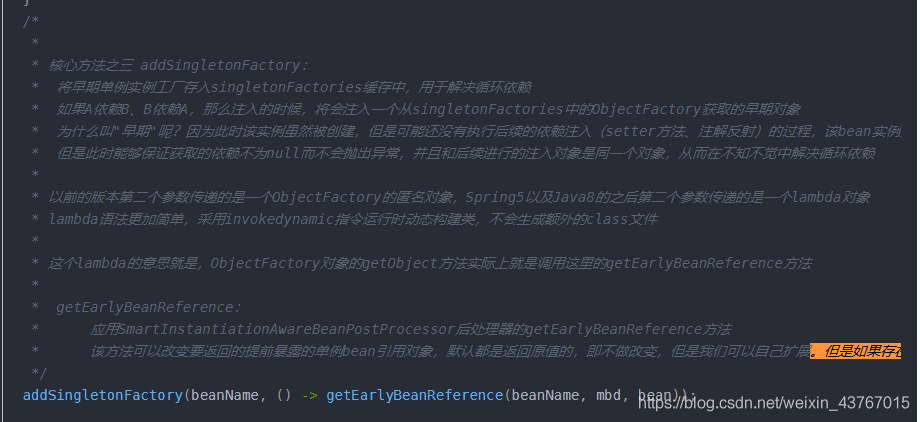 }
/*
 *
 * 核心方法之三 addSingletonFactory:
 *  将早期单例实例工厂存入singletonFactories缓存中，用于解决循环依赖
 *  如果A依赖B、B依赖A，那么注入的时候，将会注入一个从singletonFactories中的ObjectFactory获取的早期对象
 *  为什么叫"早期"呢？因为此时该实例虽然被创建，但是可能还没有执行后续的依赖注入（setter方法、注解反射）的过程，该bean实例
 *  但是此时能够保证获取的依赖不为null而不会抛出异常，并且和后续进行的注入对象是同一个对象，从而在不知不觉中解决循环依赖
 *
 * 以前的版本第二个参数传递的是一个ObjectFactory的匿名对象，Spring5以及Java8的之后第二个参数传递的是一个lambda对象
 * lambda语法更加简单，采用invokedynamic指令运行时动态构建类，不会生成额外的class文件
 *
 * 这个lambda的意思就是，ObjectFactory对象的getObject方法实际上就是调用这里的getEarlyBeanReference方法
 *
 *  getEarlyBeanReference:
 *      应用SmartInstantiationAwareBeanPostProcessor后处理器的getEarlyBeanReference方法
 *      该方法可以改变要返回的提前暴露的单例bean引用对象，默认都是返回原值的，即不做改变，但是我们可以自己扩展。但是如果存在
 */
addSingletonFactory(beanName, () -> getEarlyBeanReference(beanName, mbd, bean));
https://blog.csdn.net/weixin_43767015